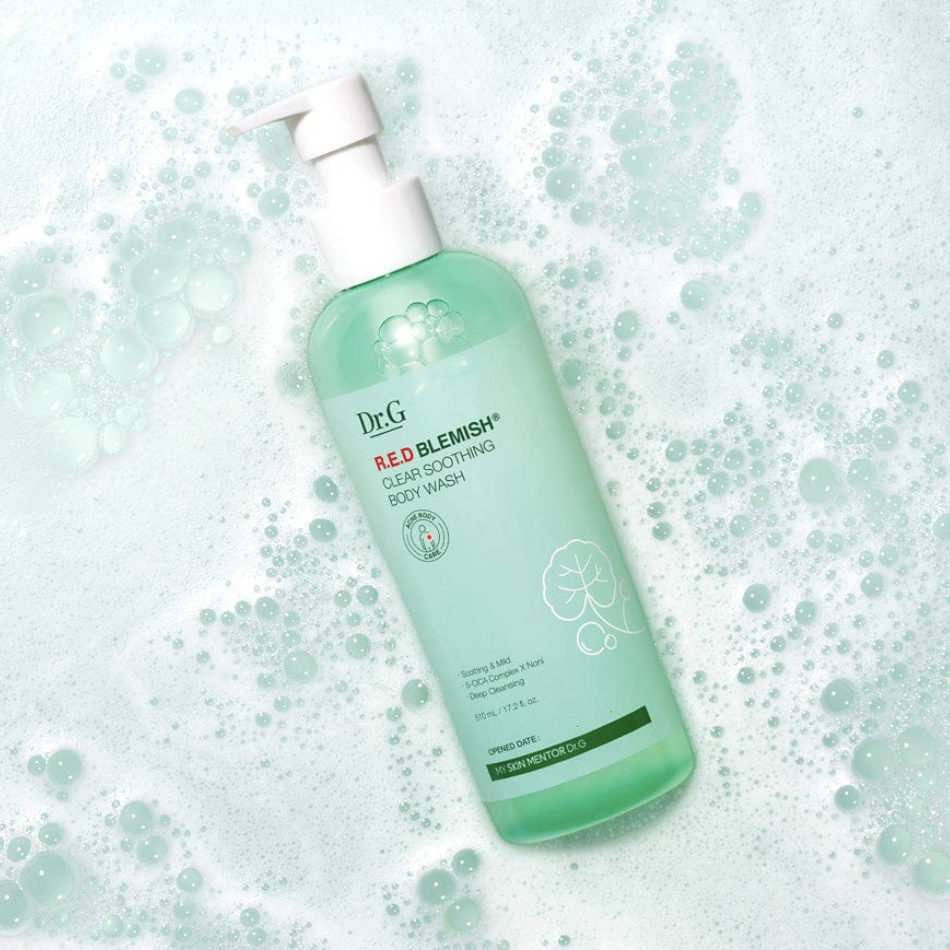 Dr.G
R.E.D BLEMISH®
CLEAR SOOTHING
BODY WASH
ACNE BODY
CARE
· Soothing & Mild
· 5-CICA Complex X Noni
· Deep Cleansing
510 mL / 17.2 fl. oz.
OPENED DATE :
MY SKIN MENTOR Dr.G